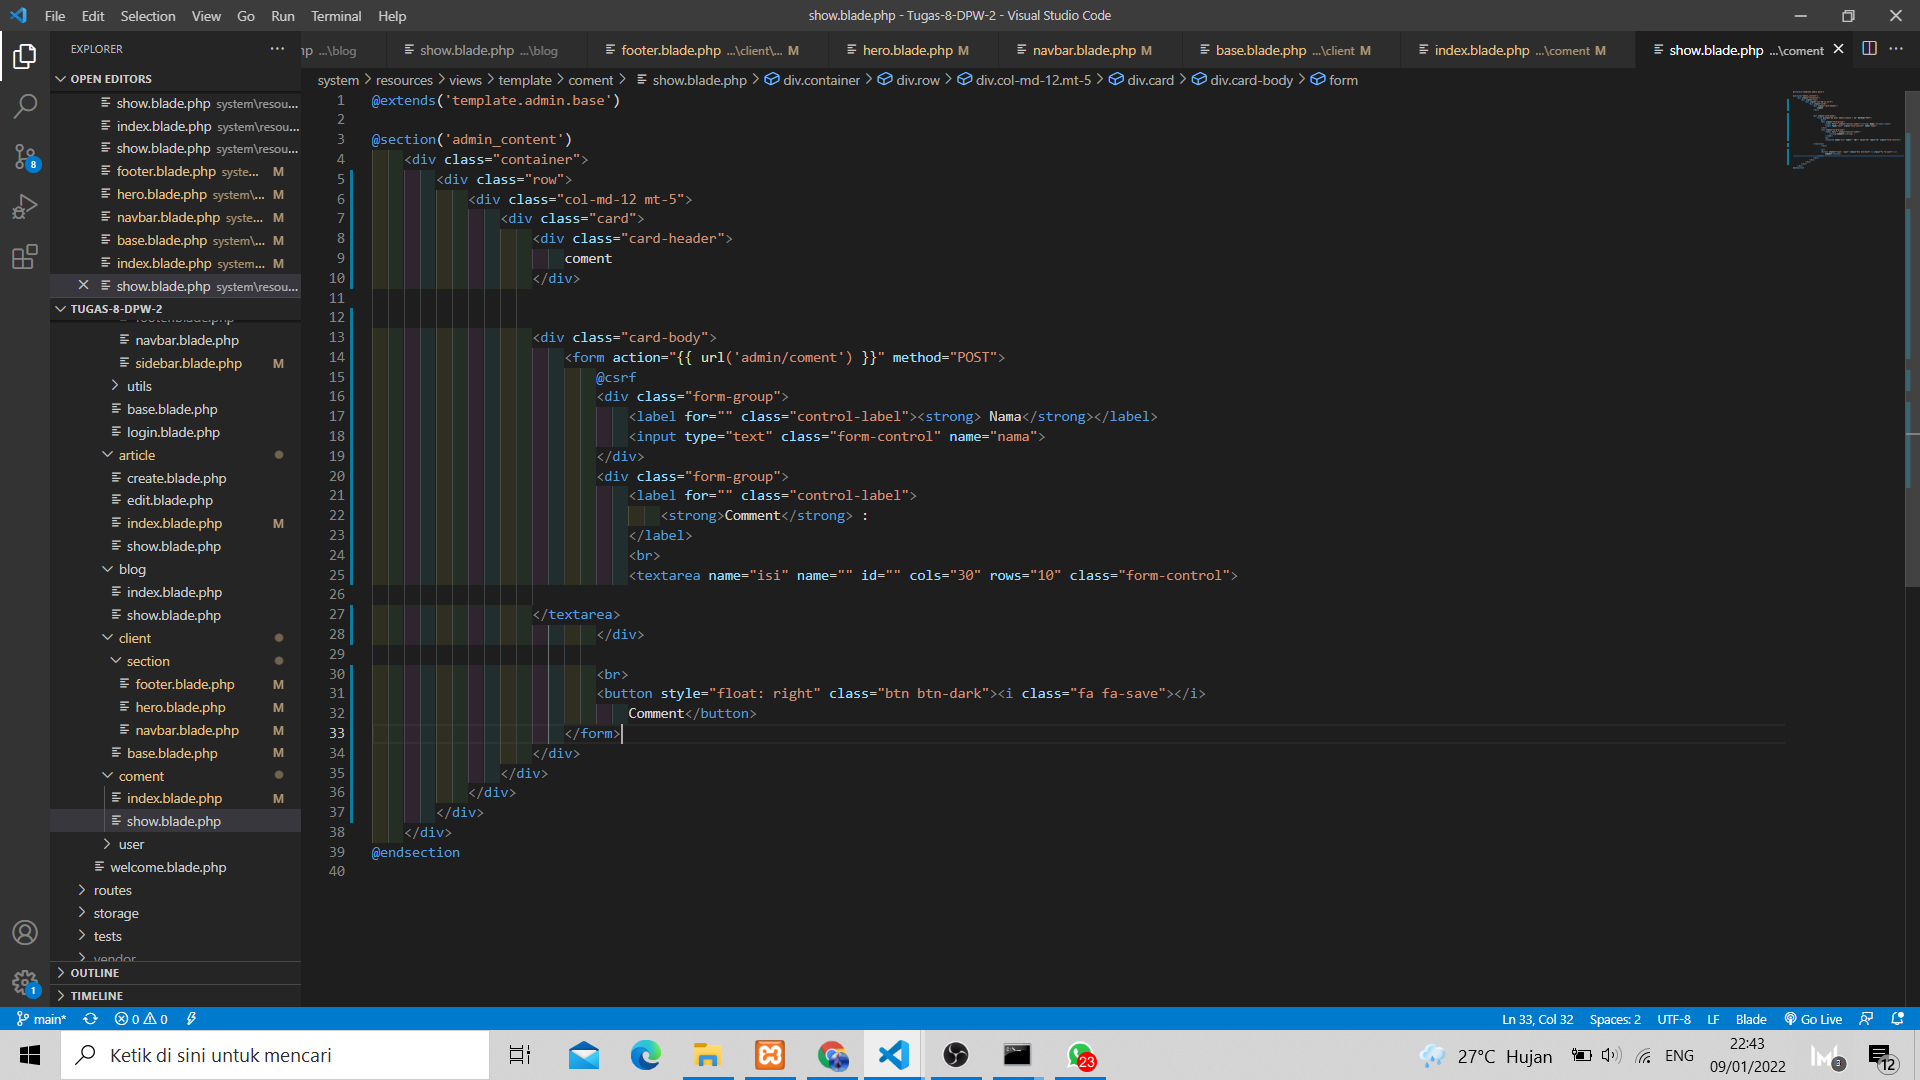 File Edit Selection View Go Run Terminal Help
show.blade.php - Tugas-8-DPW-2 - Visual Studio Code
EXPLORER
...\blog
show.blade.php ...\blog
footer.blade.php ...\client\... M
hero.blade.php M
navbar.blade.php M
base.blade.php ...\client M
index.blade.php ...\coment M
show.blade.php ...\coment
system > resources > views > template > coment > show.blade.php > div.container > div.row > div.col-md-12.mt-5 > div.card > div.card-body > form
OPEN EDITORS
show.blade.php system\resou...
index.blade.php system\resou...
show.blade.php system\resou...
footer.blade.php syste... M
hero.blade.php system\... M
navbar.blade.php syste... M
base.blade.php system\... M
index.blade.php system... M
show.blade.php system\resou...
TUGAS-8-DPW-2
navbar.blade.php
sidebar.blade.php M
utils
base.blade.php
login.blade.php
article
create.blade.php
edit.blade.php
index.blade.php M
show.blade.php
blog
index.blade.php
show.blade.php
client
section
footer.blade.php M
hero.blade.php M
navbar.blade.php M
base.blade.php M
coment
index.blade.php M
show.blade.php
user
welcome.blade.php
routes
storage
tests
vendor
OUTLINE
TIMELINE
1 @extends('template.admin.base')
2
3 @section('admin_content')
4 <div class="container">
5 <div class="row">
6 <div class="col-md-12 mt-5">
7 <div class="card">
8 <div class="card-header">
9 coment
10 </div>
11
12
13 <div class="card-body">
14 <form action="{{ url('admin/coment') }}" method="POST">
15 @csrf
16 <div class="form-group">
17 <label for="" class="control-label"><strong> Nama</strong></label>
18 <input type="text" class="form-control" name="nama">
19 </div>
20 <div class="form-group">
21 <label for="" class="control-label">
22 <strong>Comment</strong> :
23 </label>
24 <br>
25 <textarea name="isi" name="" id="" cols="30" rows="10" class="form-control">
26
27 </textarea>
28 </div>
29
30 <br>
31 <button style="float: right" class="btn btn-dark"><i class="fa fa-save"></i>
32 Comment</button>
33 </form>
34 </div>
35 </div>
36 </div>
37 </div>
38 </div>
39 @endsection
40
8
1
main* 0 0
Ln 33, Col 32 Spaces: 2 UTF-8 LF Blade Go Live
Ketik di sini untuk mencari
23
27°C Hujan
ENG
22:43
09/01/2022
3
12